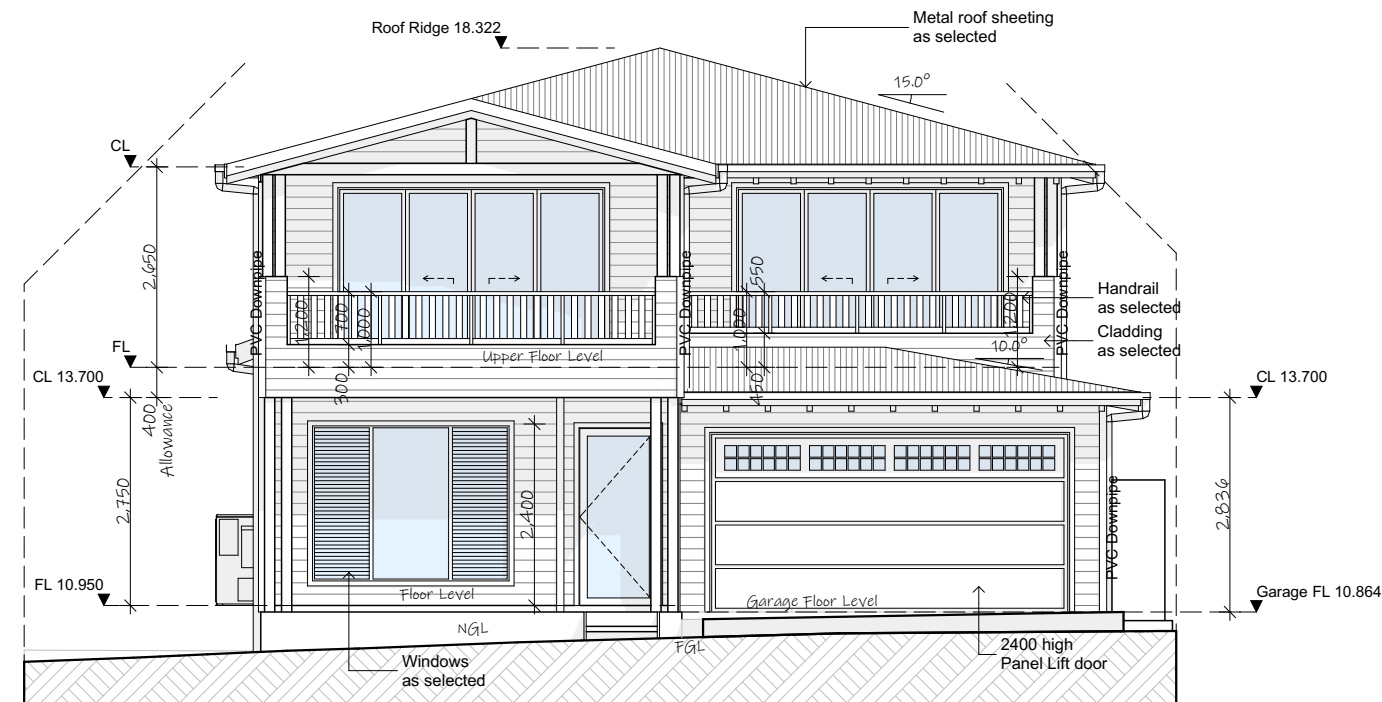 Roof Ridge 18.322
Metal roof sheeting
as selected
15.0°
CL
2,650
PVC Downpipe
PVC Downpipe
PVC Downpipe
1,200
700
1,000
550
1,000
1,200
Handrail
as selected
Cladding
as selected
FL
Upper Floor Level
10.0°
CL 13.700
300
450
CL 13.700
400
Allowance
2,750
2,400
PVC Downpipe
2,836
FL 10.950
Floor Level
Garage Floor Level
Garage FL 10.864
NGL
FGL
Windows
as selected
2400 high
Panel Lift door